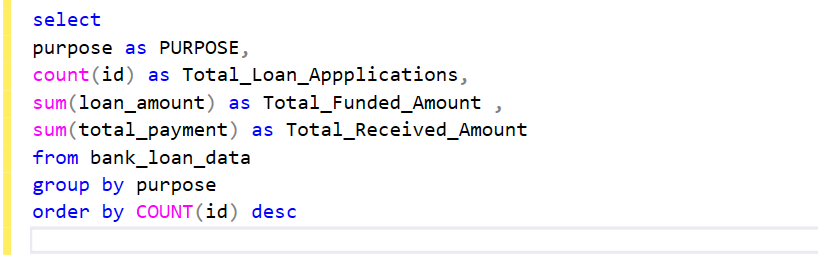 select
purpose as PURPOSE,
count(id) as Total_Loan_Appplications,
sum(loan_amount) as Total_Funded_Amount ,
sum(total_payment) as Total_Received_Amount
from bank_loan_data
group by purpose
order by COUNT(id) desc